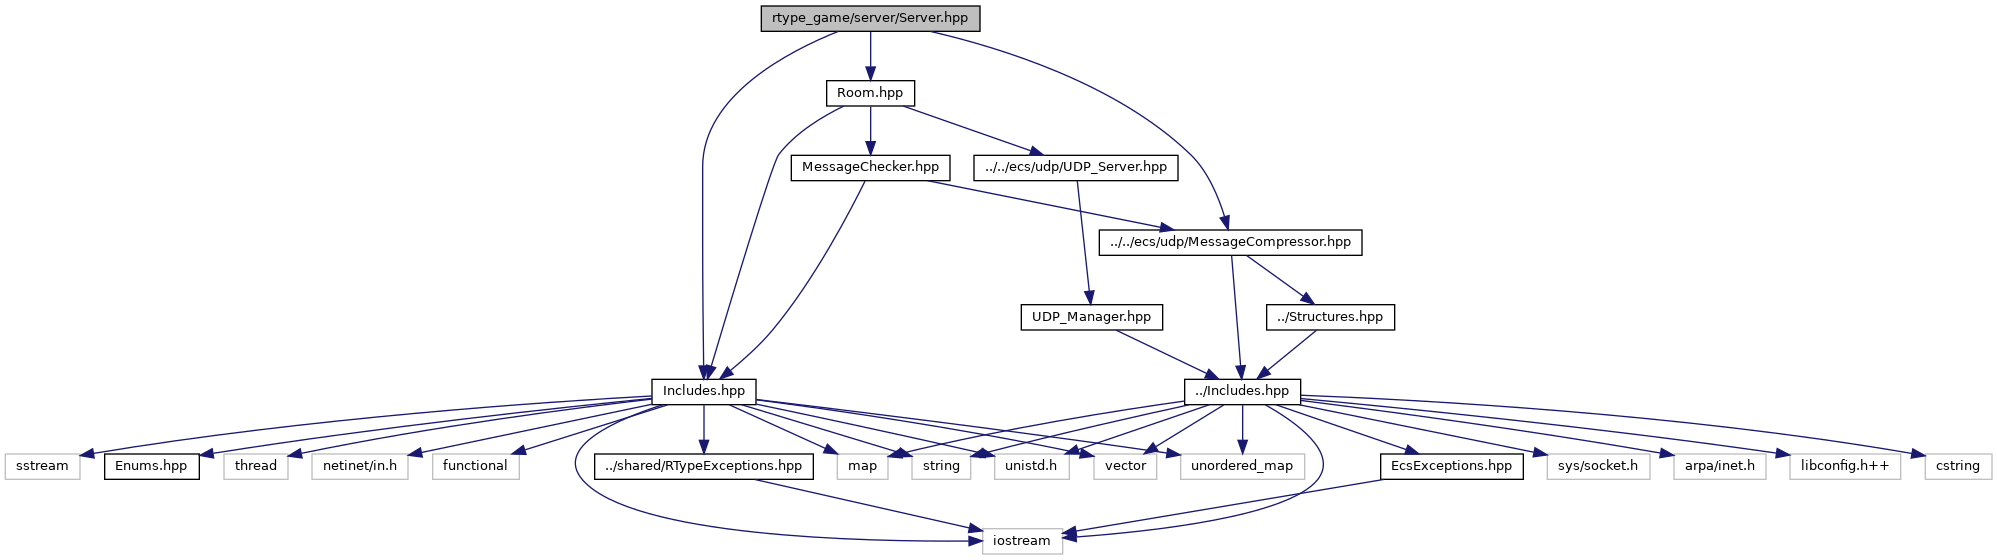 rtype_game/server/Server.hpp
Room.hpp
MessageChecker.hpp
../../ecs/udp/UDP_Server.hpp
../../ecs/udp/MessageCompressor.hpp
UDP_Manager.hpp
../Structures.hpp
Includes.hpp
../Includes.hpp
sstream
Enums.hpp
thread
netinet/in.h
functional
../shared/RTypeExceptions.hpp
map
string
unistd.h
vector
unordered_map
EcsExceptions.hpp
sys/socket.h
arpa/inet.h
libconfig.h++
cstring
iostream